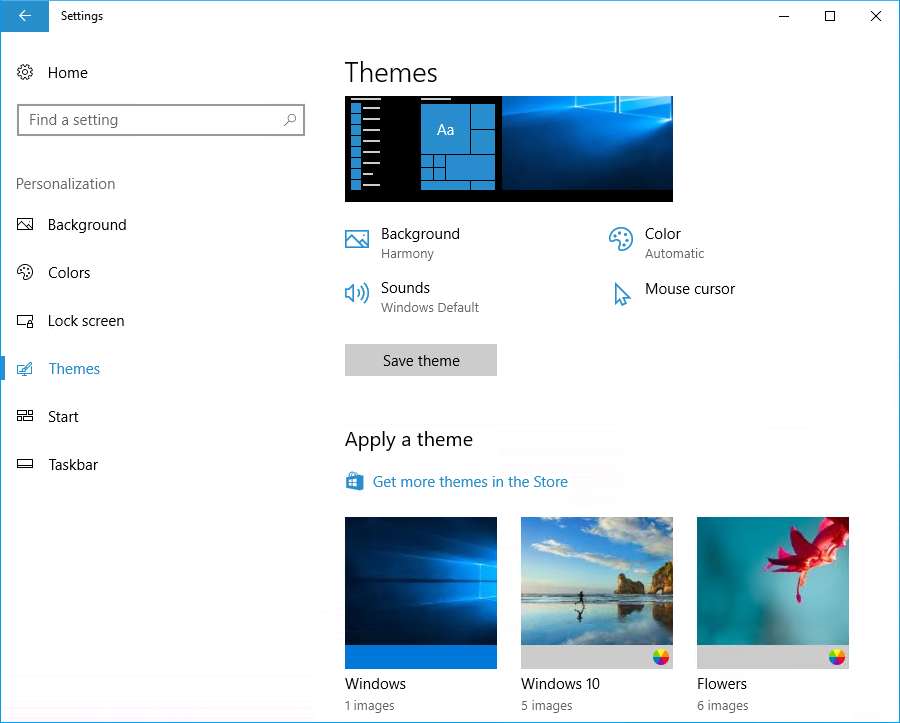 Settings
Home
Find a setting
Personalization
Background
Colors
Lock screen
Themes
Start
Taskbar
Themes
Aa
Background
Harmony
Color
Automatic
Sounds
Windows Default
Mouse cursor
Save theme
Apply a theme
Get more themes in the Store
Windows
1 images
Windows 10
5 images
Flowers
6 images